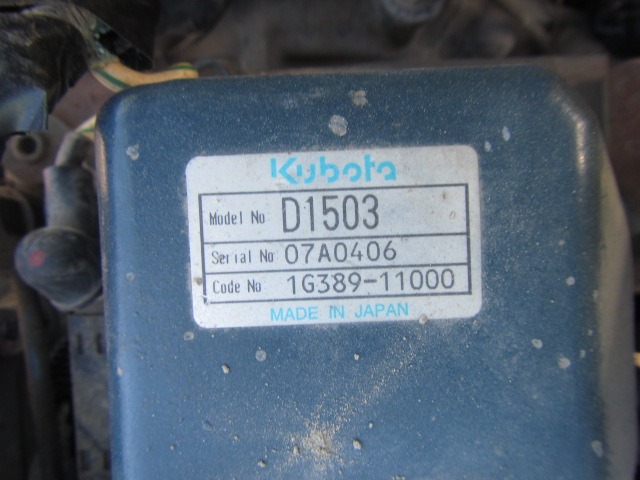 Kubota
Model No D1503
Serial No 07A0406
Code No 1G389-11000
MADE IN JAPAN